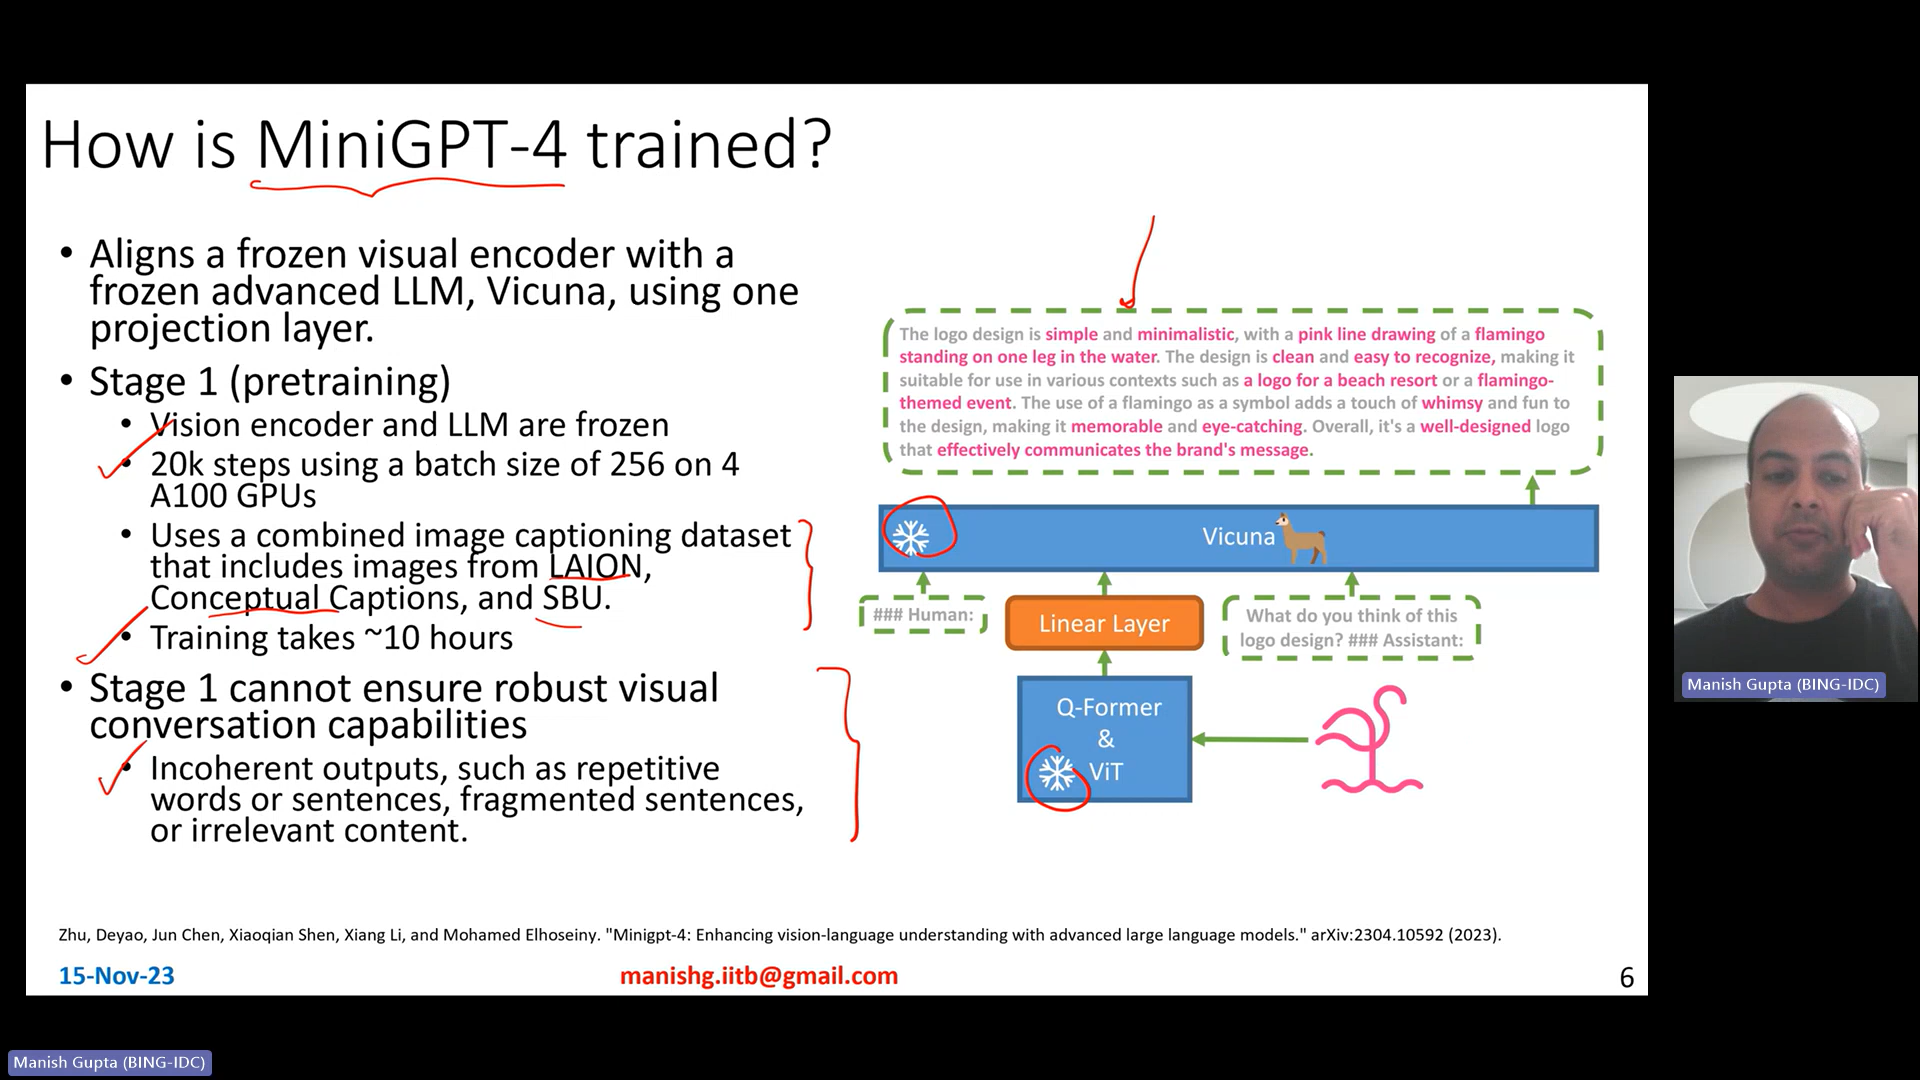 How is MiniGPT-4 trained?
• Aligns a frozen visual encoder with a
frozen advanced LLM, Vicuna, using one
projection layer.
• Stage 1 (pretraining)
• Vision encoder and LLM are frozen
• 20k steps using a batch size of 256 on 4
A100 GPUs
• Uses a combined image captioning dataset
that includes images from LAION,
Conceptual Captions, and SBU.
• Training takes ~10 hours
• Stage 1 cannot ensure robust visual
conversation capabilities
• Incoherent outputs, such as repetitive
words or sentences, fragmented sentences,
or irrelevant content.
The logo design is simple and minimalistic, with a pink line drawing of a flamingo
standing on one leg in the water. The design is clean and easy to recognize, making it
suitable for use in various contexts such as a logo for a beach resort or a flamingo-
themed event. The use of a flamingo as a symbol adds a touch of whimsy and fun to
the design, making it memorable and eye-catching. Overall, it's a well-designed logo
that effectively communicates the brand's message.
Vicuna
### Human:
Linear Layer
What do you think of this
logo design? ### Assistant:
Q-Former
&
ViT
Zhu, Deyao, Jun Chen, Xiaoqian Shen, Xiang Li, and Mohamed Elhoseiny. "Minigpt-4: Enhancing vision-language understanding with advanced large language models." arXiv:2304.10592 (2023).
15-Nov-23
manishg.iitb@gmail.com
6
Manish Gupta (BING-IDC)
Manish Gupta (BING-IDC)